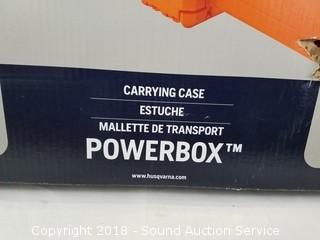 CARRYING CASE
ESTUCHE
MALLETTE DE TRANSPORT
POWERBOX™
www.husqvarna.com
Copyright 2018 - Sound Auction Service